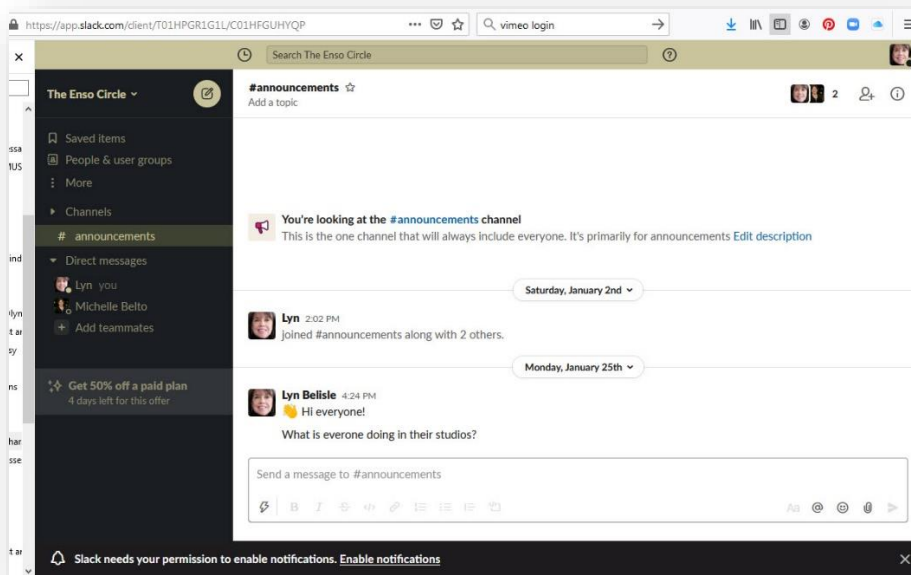 https://app.slack.com/client/T01HPGR1G1L/C01HFGUHYQP
vimeo login
Search The Enso Circle
The Enso Circle
#announcements
Add a topic
2
Saved items
People & user groups
More
Channels
# announcements
Direct messages
Lyn you
Michelle Belto
+ Add teammates
Get 50% off a paid plan
4 days left for this offer
You're looking at the #announcements channel
This is the one channel that will always include everyone. It's primarily for announcements Edit description
Saturday, January 2nd
Lyn 2:02 PM
joined #announcements along with 2 others.
Monday, January 25th
Lyn Belisle 4:24 PM
Hi everyone!
What is everone doing in their studios?
Send a message to #announcements
B I S </>
Aa @
Slack needs your permission to enable notifications. Enable notifications